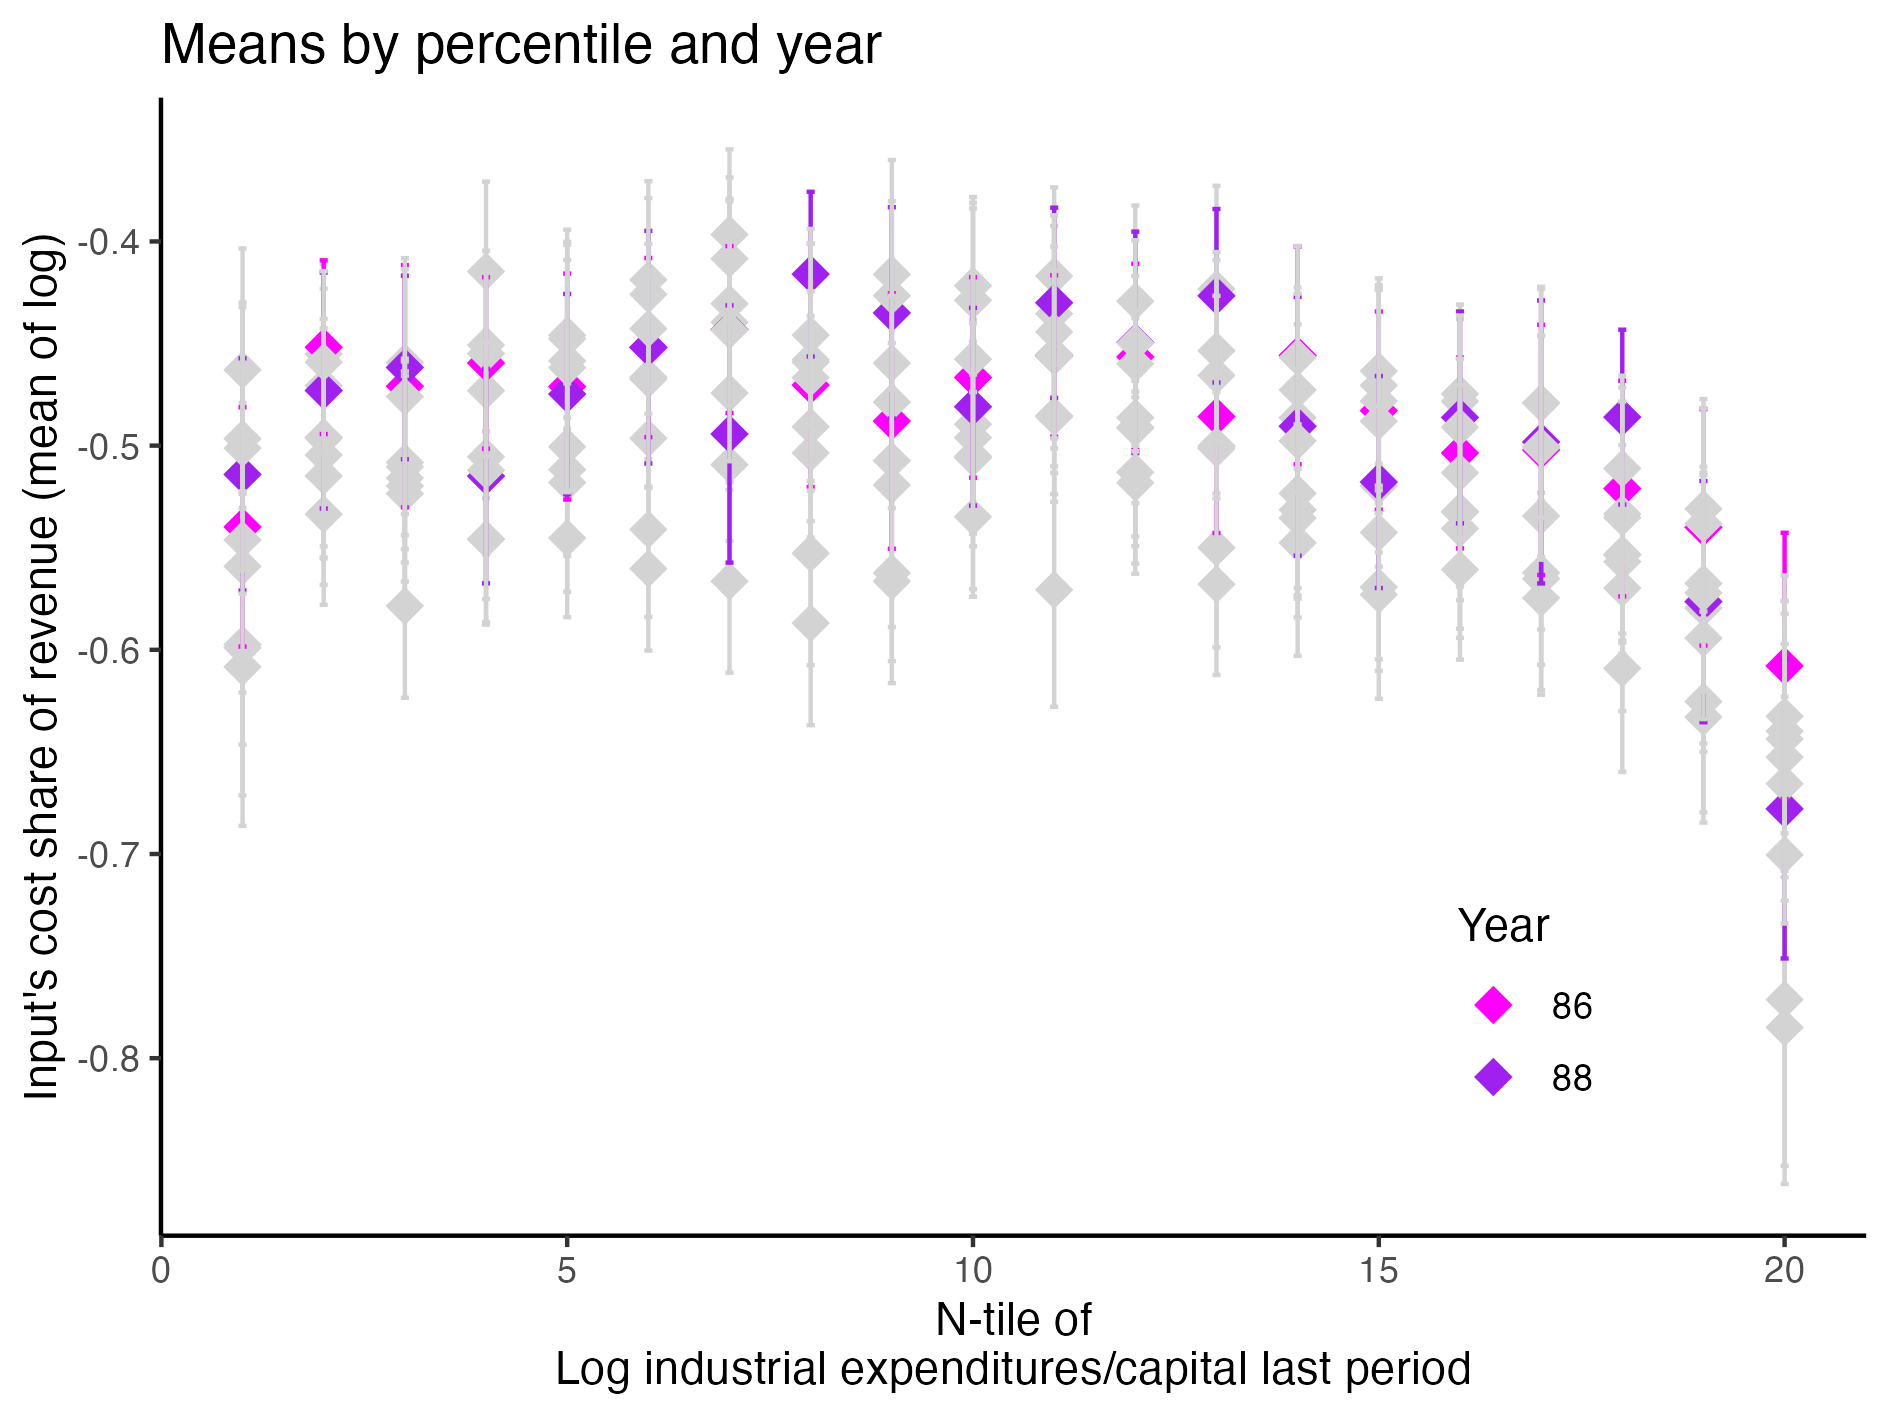 Means by percentile and year
Input's cost share of revenue (mean of log)
-0.4
-0.5
-0.6
-0.7
-0.8
Year
86
88
0
5
10
15
20
N-tile of
Log industrial expenditures/capital last period